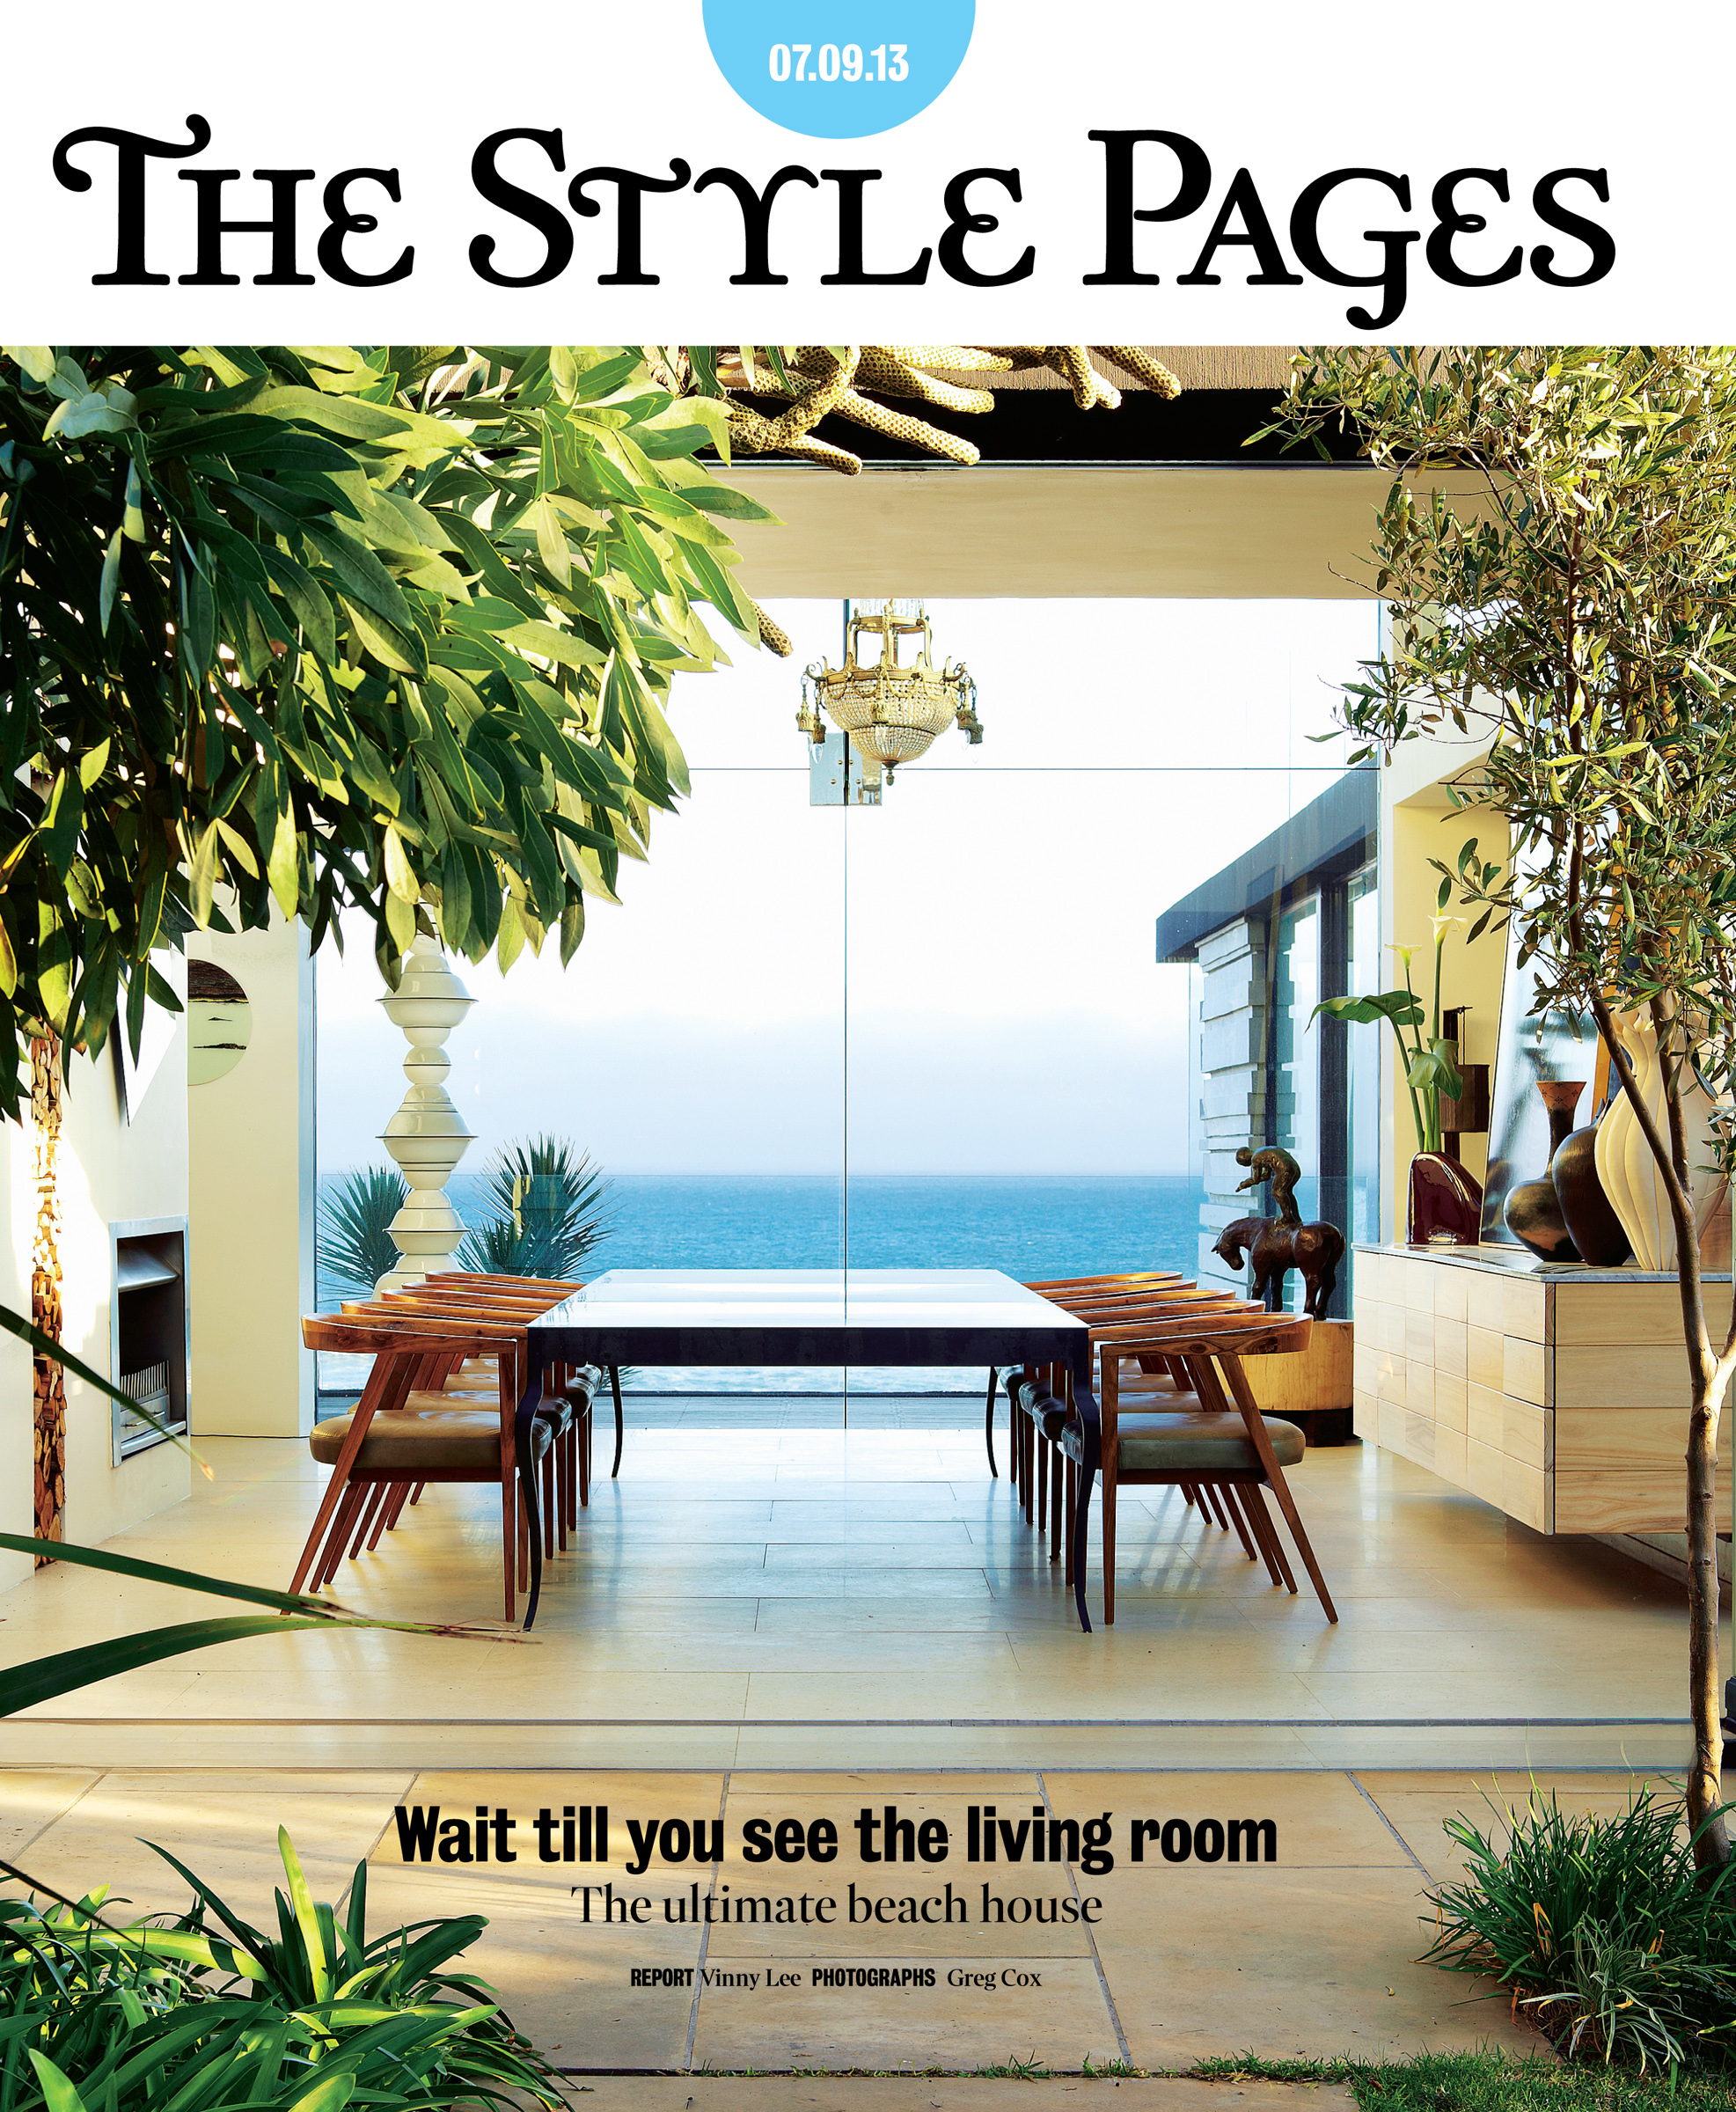 07.09.13
THE STYLE PAGES
Wait till you see the living room
The ultimate beach house
REPORT Vinny Lee PHOTOGRAPHS Greg Cox